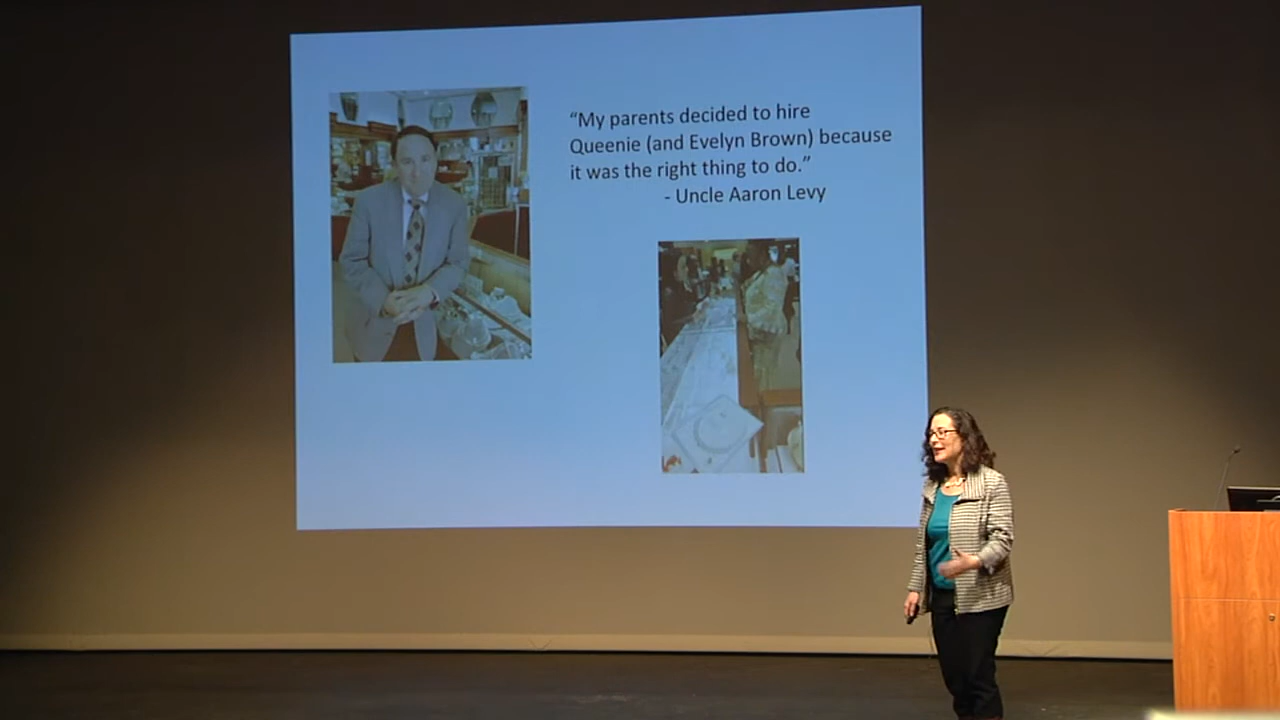 “My parents decided to hire
Queenie (and Evelyn Brown) because
it was the right thing to do.”
- Uncle Aaron Levy